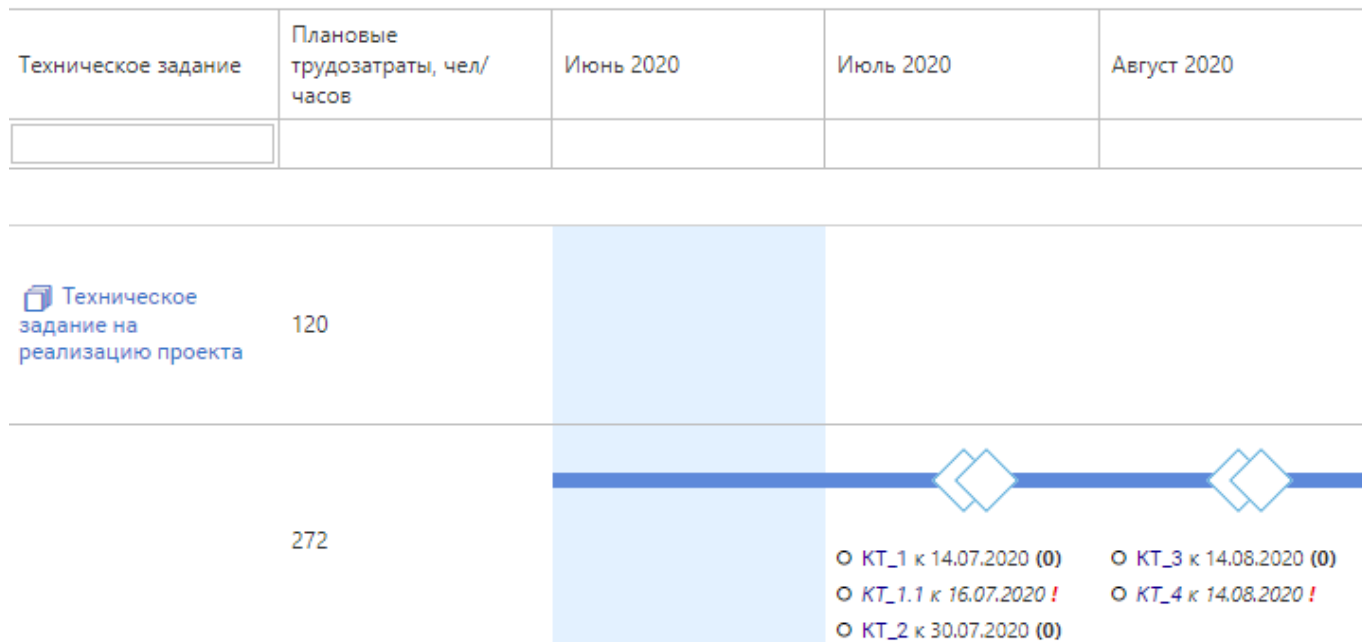 Техническое задание
Плановые
трудозатраты, чел/
часов
Июнь 2020
Июль 2020
Август 2020
Техническое
задание на
реализацию проекта
120
272
КТ_1 к 14.07.2020 (0)
КТ_1.1 к 16.07.2020 !
КТ_2 к 30.07.2020 (0)
КТ_3 к 14.08.2020 (0)
КТ_4 к 14.08.2020 !